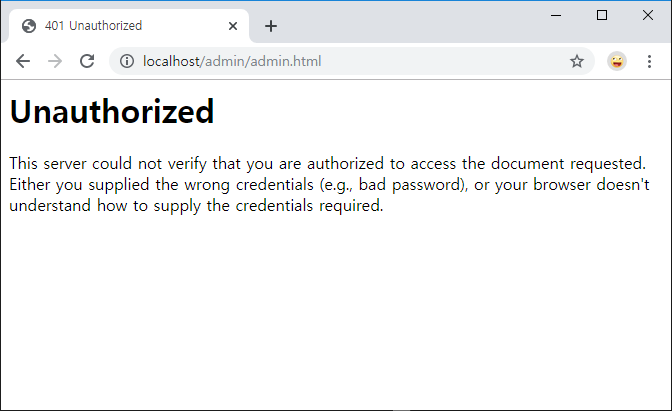 401 Unauthorized
localhost/admin/admin.html
Unauthorized
This server could not verify that you are authorized to access the document requested.
Either you supplied the wrong credentials (e.g., bad password), or your browser doesn't
understand how to supply the credentials required.